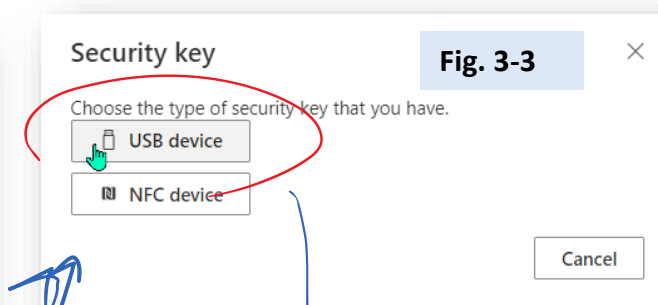 Security key
Fig. 3-3
Choose the type of security key that you have.
USB device
NFC device
Cancel